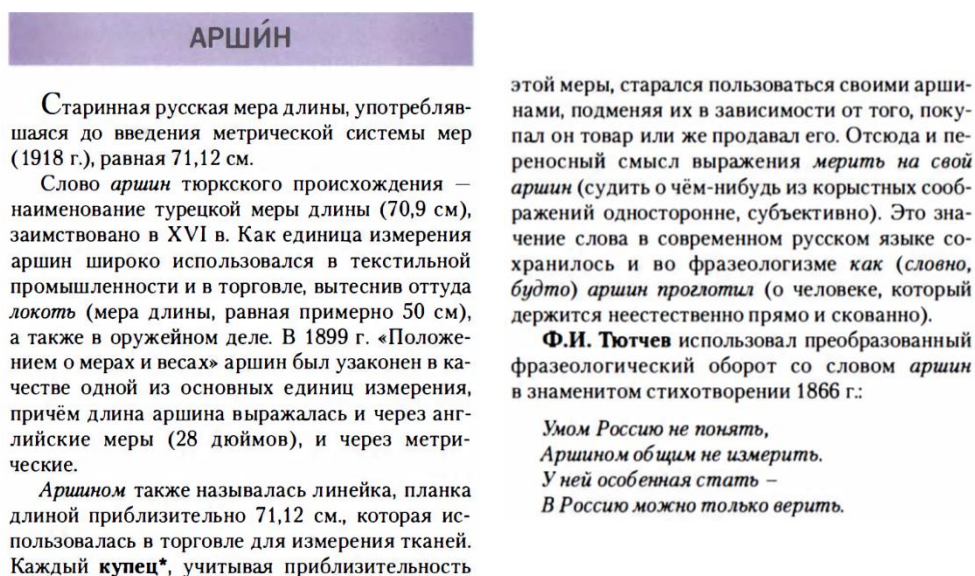 АРШИ́Н
Старинная русская мера длины, употребляв-
шаяся до введения метрической системы мер
(1918 г.), равная 71,12 см.
Слово аршин тюркского происхождения —
наименование турецкой меры длины (70,9 см),
заимствовано в XVI в. Как единица измерения
аршин широко использовался в текстильной
промышленности и в торговле, вытеснив оттуда
локоть (мера длины, равная примерно 50 см),
а также в оружейном деле. В 1899 г. «Положе-
нием о мерах и весах» аршин был узаконен в ка-
честве одной из основных единиц измерения,
причём длина аршина выражалась и через анг-
лийские меры (28 дюймов), и через метри-
ческие.
Аршином также называлась линейка, планка
длиной приблизительно 71,12 см., которая ис-
пользовалась в торговле для измерения тканей.
Каждый купец*, учитывая приблизительность
этой меры, старался пользоваться своими арши-
нами, подменяя их в зависимости от того, поку-
пал он товар или же продавал его. Отсюда и пе-
реносный смысл выражения мерить на свой
аршин (судить о чём-нибудь из корыстных сооб-
ражений односторонне, субъективно). Это зна-
чение слова в современном русском языке со-
хранилось и во фразеологизме как (словно,
будто) аршин проглотил (о человеке, который
держится неестественно прямо и скованно).
Ф.И. Тютчев использовал преобразованный
фразеологический оборот со словом аршин
в знаменитом стихотворении 1866 г.:
Умом Россию не понять,
Аршином общим не измерить.
У ней особенная стать –
В Россию можно только верить.